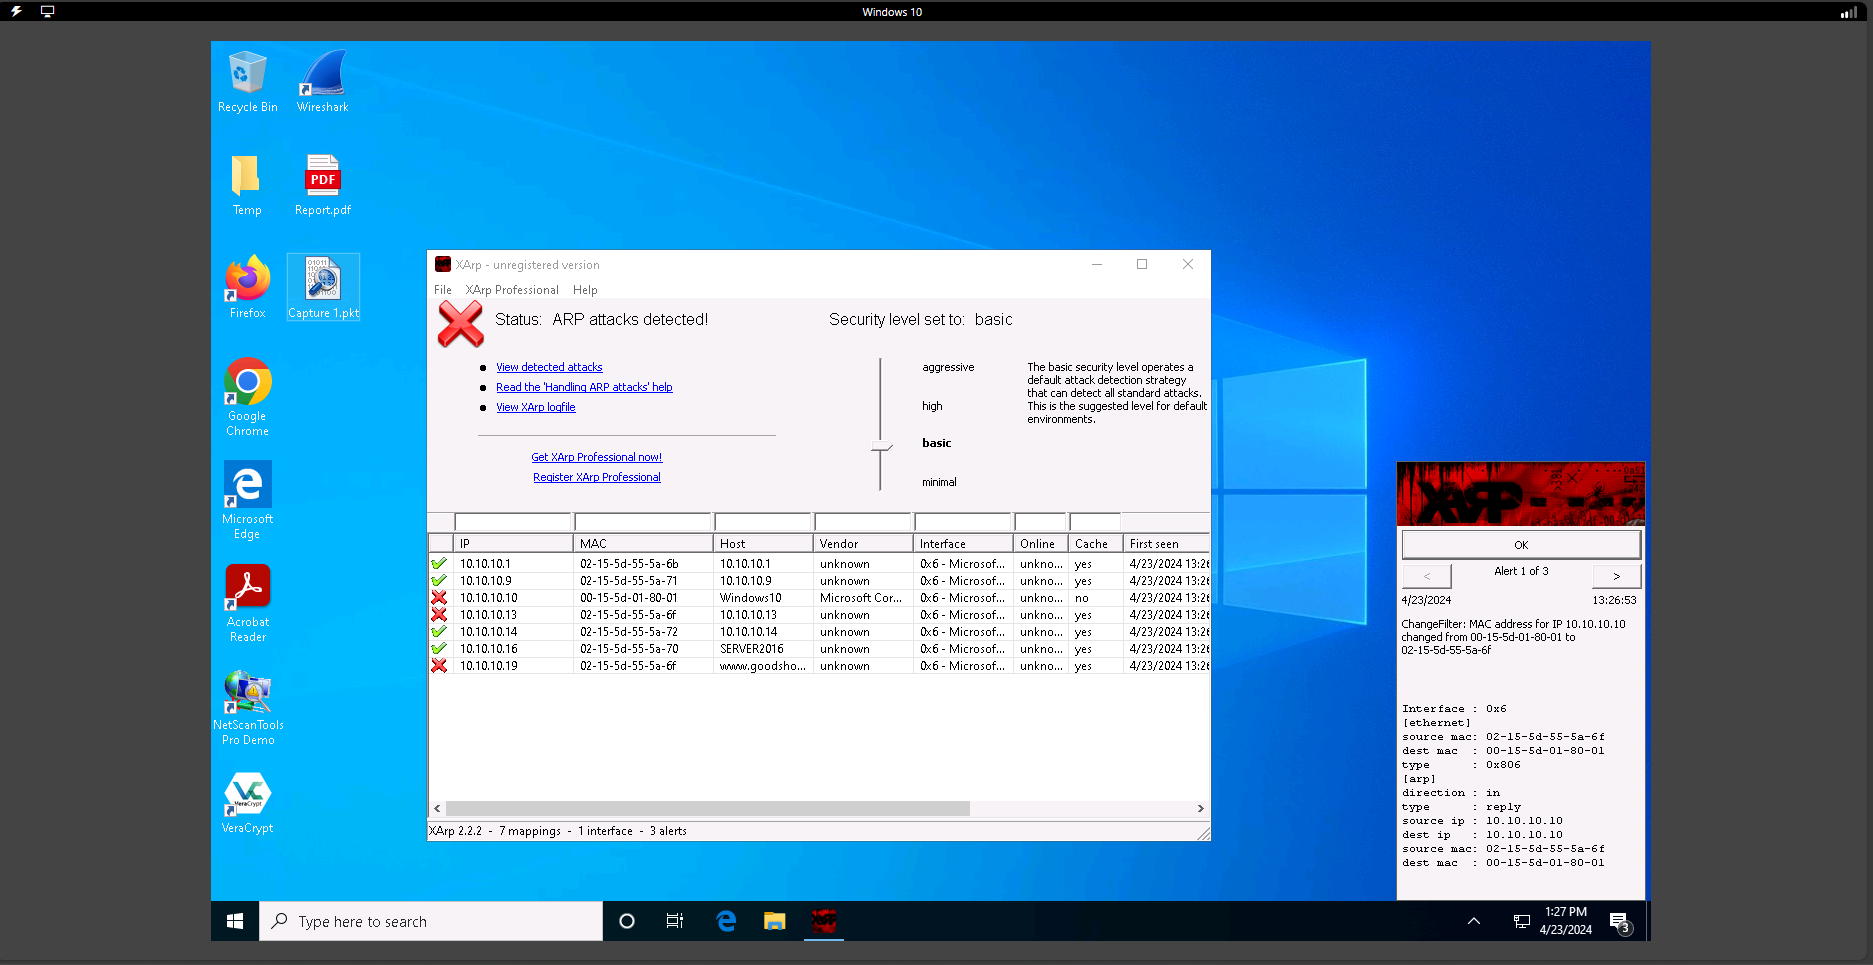 Windows 10
Recycle Bin
Wireshark
Temp
PDF
Report.pdf
Firefox
Capture 1.pkt
Google
Chrome
Microsoft
Edge
Acrobat
Reader
NetScanTools
Pro Demo
VeraCrypt
VeraCrypt
XArp - unregistered version
File XArp Professional Help
Status: ARP attacks detected!
Security level set to: basic
View detected attacks
Read the 'Handling ARP attacks' help
View XArp logfile
Get XArp Professional now!
Register XArp Professional
aggressive
high
basic
minimal
The basic security level operates a
default attack detection strategy
that can detect all standard attacks.
This is the suggested level for default
environments.
IP MAC Host Vendor Interface Online Cache First seen
10.10.10.1 02-15-5d-55-5a-6b 10.10.10.1 unknown 0x6 - Microsof... unkno... yes 4/23/2024 13:26
10.10.10.9 02-15-5d-55-5a-71 10.10.10.9 unknown 0x6 - Microsof... unkno... yes 4/23/2024 13:26
10.10.10.10 00-15-5d-01-80-01 Windows10 Microsoft Cor... 0x6 - Microsof... unkno... no 4/23/2024 13:26
10.10.10.13 02-15-5d-55-5a-6f 10.10.10.13 unknown 0x6 - Microsof... unkno... yes 4/23/2024 13:26
10.10.10.14 02-15-5d-55-5a-72 10.10.10.14 unknown 0x6 - Microsof... unkno... yes 4/23/2024 13:26
10.10.10.16 02-15-5d-55-5a-70 SERVER2016 unknown 0x6 - Microsof... unkno... yes 4/23/2024 13:26
10.10.10.19 02-15-5d-55-5a-6f www.goodsho... unknown 0x6 - Microsof... unkno... yes 4/23/2024 13:26
XArp 2.2.2 - 7 mappings - 1 interface - 3 alerts
XARP
OK
< Alert 1 of 3 >
4/23/2024 13:26:53
ChangeFilter: MAC address for IP 10.10.10.10
changed from 00-15-5d-01-80-01 to
02-15-5d-55-5a-6f
Interface : 0x6
[ethernet]
source mac: 02-15-5d-55-5a-6f
dest mac : 00-15-5d-01-80-01
type : 0x806
[arp]
direction : in
type : reply
source ip : 10.10.10.10
dest ip : 10.10.10.10
source mac: 02-15-5d-55-5a-6f
dest mac : 00-15-5d-01-80-01
Type here to search
1:27 PM
4/23/2024
3